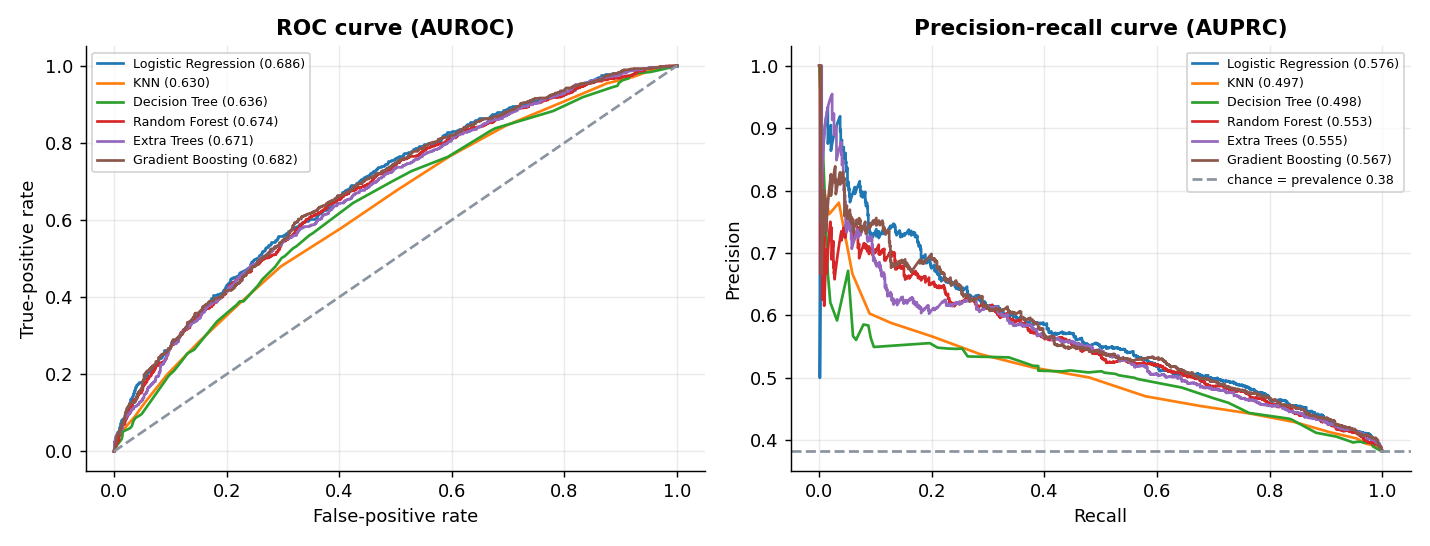 ROC curve (AUROC)
Logistic Regression (0.686)
KNN (0.630)
Decision Tree (0.636)
Random Forest (0.674)
Extra Trees (0.671)
Gradient Boosting (0.682)
True-positive rate
1.0
0.8
0.6
0.4
0.2
0.0
0.0 0.2 0.4 0.6 0.8 1.0
False-positive rate
Precision-recall curve (AUPRC)
Logistic Regression (0.576)
KNN (0.497)
Decision Tree (0.498)
Random Forest (0.553)
Extra Trees (0.555)
Gradient Boosting (0.567)
chance = prevalence 0.38
Precision
1.0
0.9
0.8
0.7
0.6
0.5
0.4
0.0 0.2 0.4 0.6 0.8 1.0
Recall